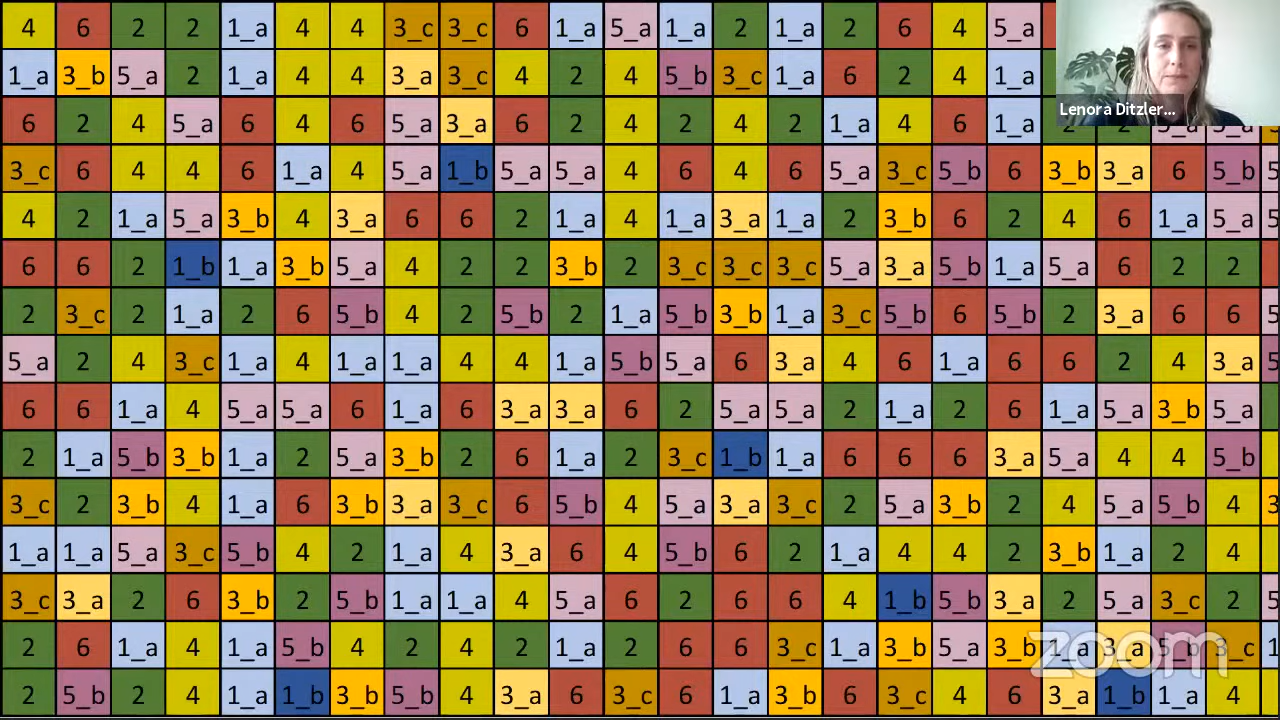 4 6 2 2 1_a 4 4 3_c 3_c 6 1_a 5_a 1_a 2 1_a 2 6 4 5_a
1_a 3_b 5_a 2 1_a 4 4 3_a 3_c 4 2 4 5_b 3_c 1_a 6 2 4 1_a
Lenora Ditzler...
6 2 4 5_a 6 4 6 5_a 3_a 6 2 4 2 4 2 1_a 4 6 1_a 2 2 5_a 5_a
3_c 6 4 4 6 1_a 4 5_a 1_b 5_a 5_a 4 6 4 6 5_a 3_c 5_b 6 3_b 3_a 6 5_b 5
4 2 1_a 5_a 3_b 4 3_a 6 6 2 1_a 4 1_a 3_a 1_a 2 3_b 6 2 4 6 1_a 5_a 5
6 6 2 1_b 1_a 3_b 5_a 4 2 2 3_b 2 3_c 3_c 3_c 5_a 3_a 5_b 1_a 5_a 6 2 2
2 3_c 2 1_a 2 6 5_b 4 2 5_b 2 1_a 5_b 3_b 1_a 3_c 5_b 6 5_b 2 3_a 6 6 5
5_a 2 4 3_c 1_a 4 1_a 1_a 4 4 1_a 5_b 5_a 6 3_a 4 6 1_a 6 6 2 4 3_a 5
6 6 1_a 4 5_a 5_a 6 1_a 6 3_a 3_a 6 2 5_a 5_a 2 1_a 2 6 1_a 5_a 3_b 5_a
2 1_a 5_b 3_b 1_a 2 5_a 3_b 2 6 1_a 2 3_c 1_b 1_a 6 6 6 3_a 5_a 4 4 5_b
3_c 2 3_b 4 1_a 6 3_b 3_a 3_c 6 5_b 4 5_a 3_a 3_c 2 5_a 3_b 2 4 5_a 5_b 4 3
1_a 1_a 5_a 3_c 5_b 4 2 1_a 4 3_a 6 4 5_b 6 2 1_a 4 4 2 3_b 1_a 2 4
3_c 3_a 2 6 3_b 2 5_b 1_a 1_a 4 5_a 6 2 6 6 4 1_b 5_b 3_a 2 5_a 3_c 2 5
2 6 1_a 4 1_a 5_b 4 2 4 2 1_a 2 6 6 3_c 1_a 3_b 5_a 3_b 1_a 3_a 5_b 3_c 1
zoom
2 5_b 2 4 1_a 1_b 3_b 5_b 4 3_a 6 3_c 6 1_a 3_b 6 3_c 4 6 3_a 1_b 1_a 4